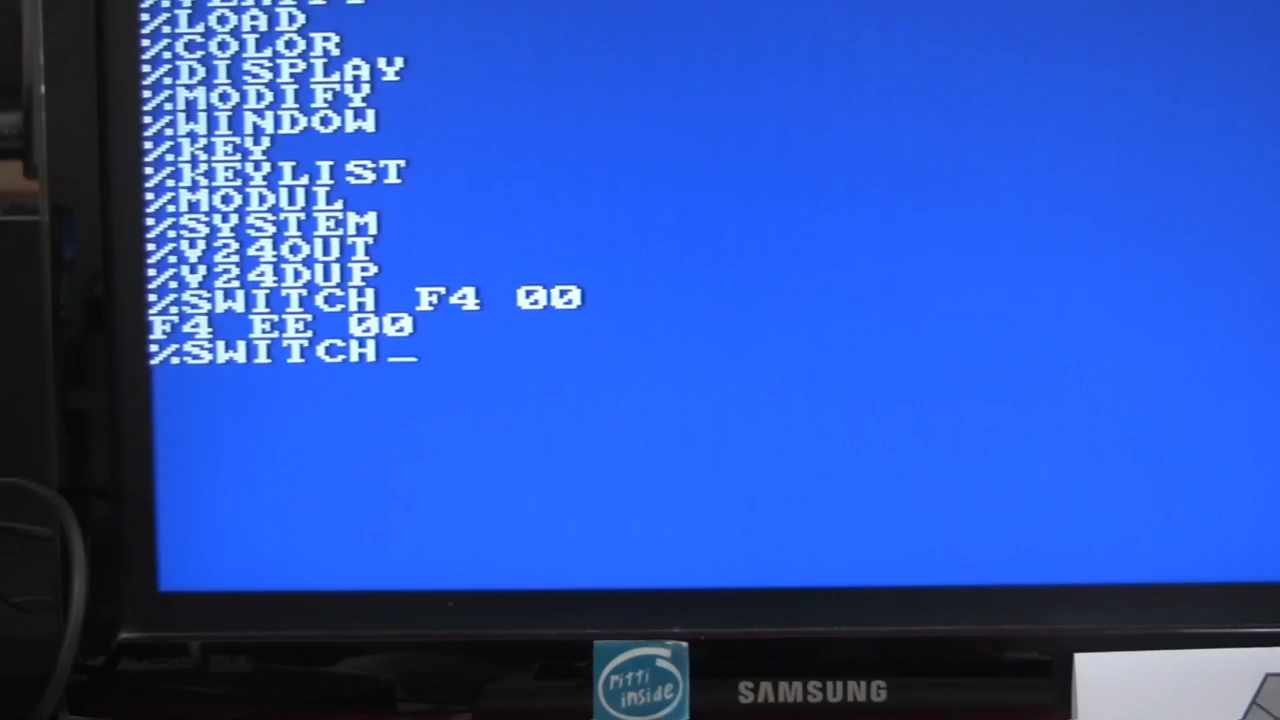 %VERIFY
%LOAD
%COLOR
%DISPLAY
%MODIFY
%WINDOW
%KEY
%KEYLIST
%MODUL
%SYSTEM
%V24OUT
%V24DUP
%SWITCH F4 00
F4 EE 00
%SWITCH_
ritti
inside
SAMSUNG